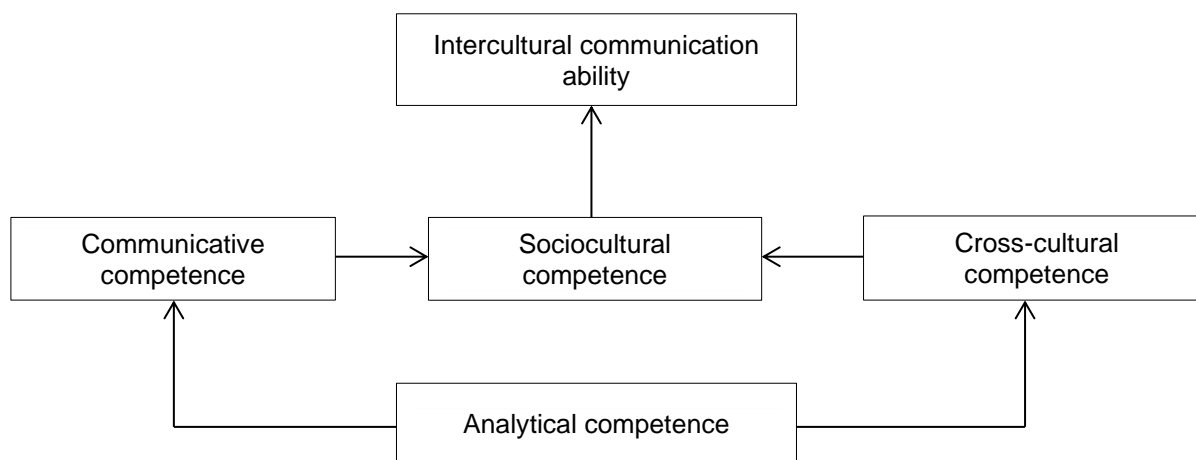 Intercultural communication
ability
Communicative
competence
Sociocultural
competence
Cross-cultural
competence
Analytical competence